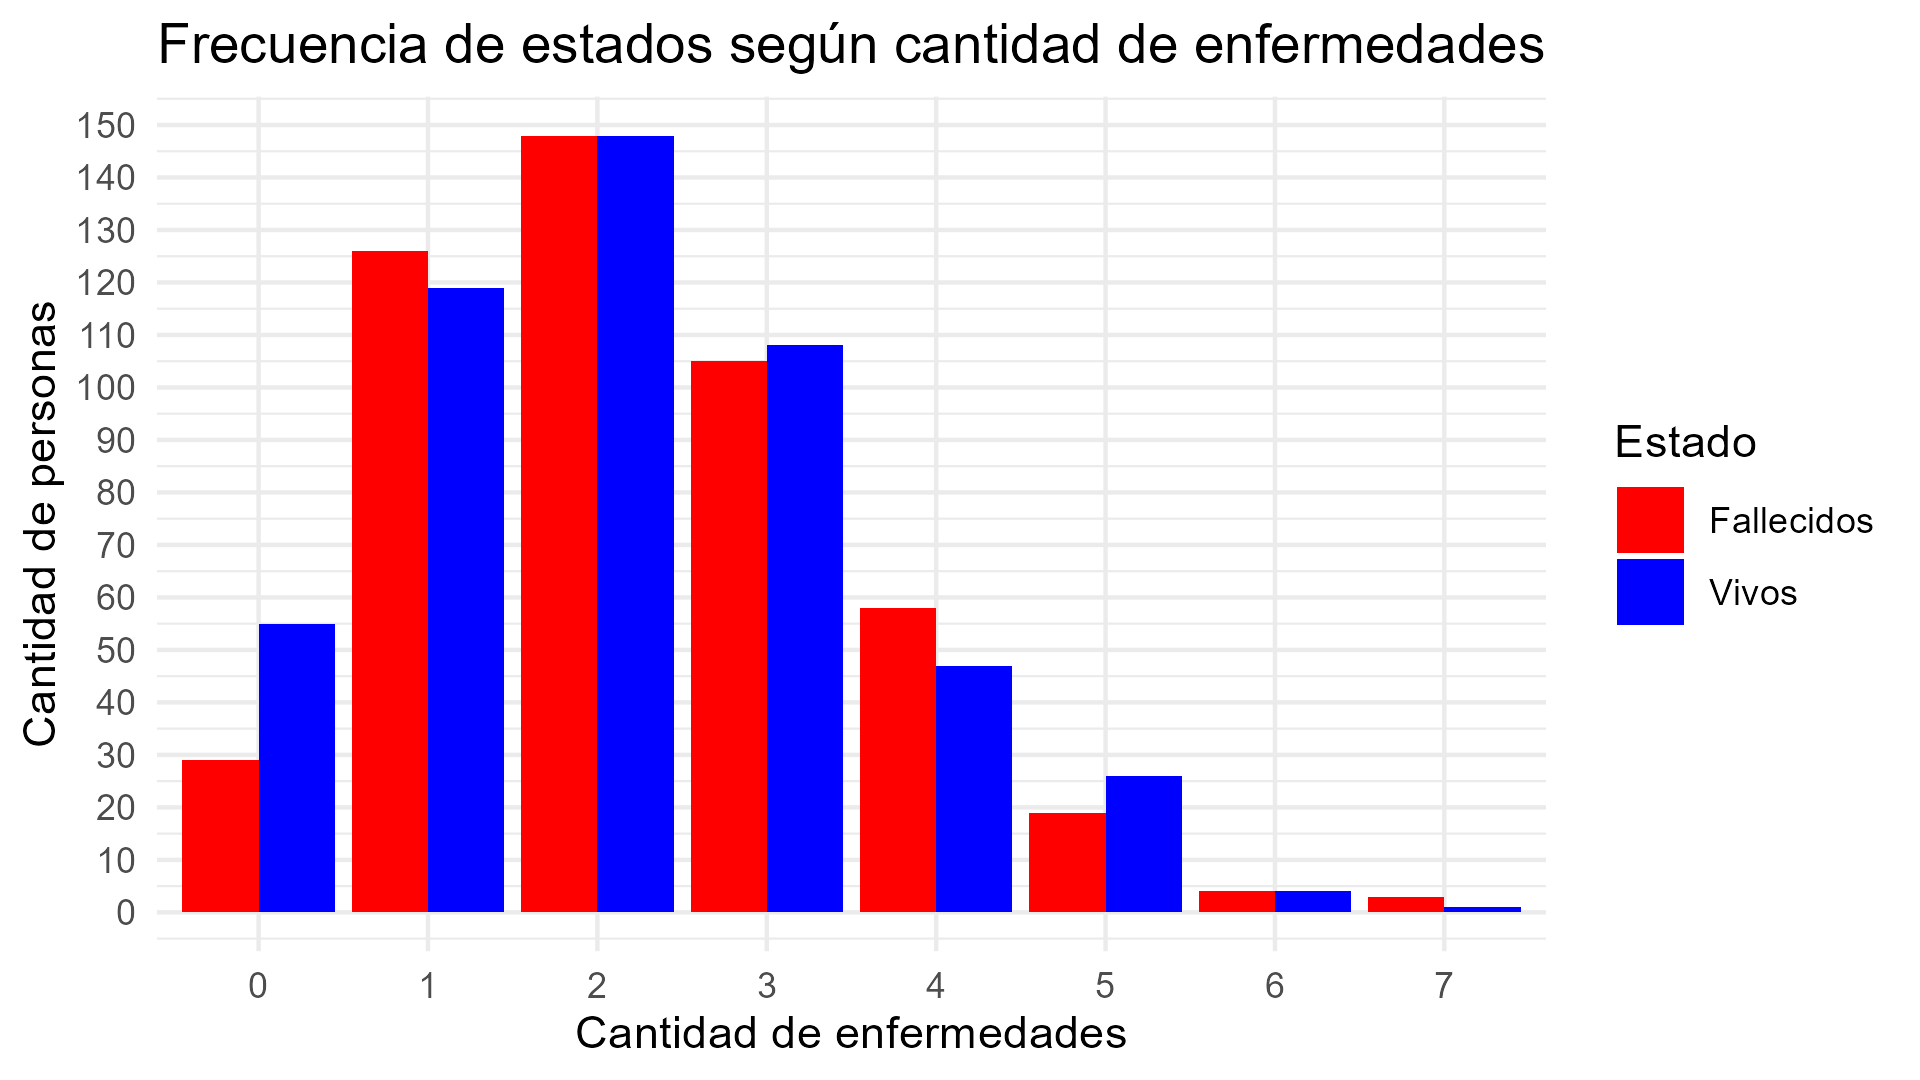 Frecuencia de estados según cantidad de enfermedades
150
140
130
120
110
100
90
80
70
60
50
40
30
20
10
0
Cantidad de personas
0 1 2 3 4 5 6 7
Cantidad de enfermedades
Estado
Fallecidos
Vivos